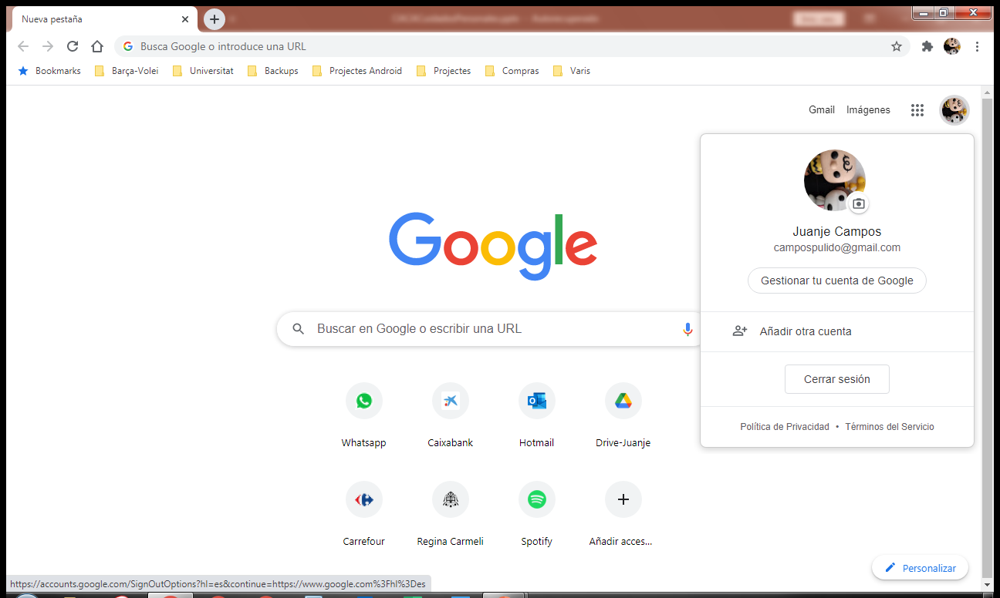 Nueva pestaña
Busca Google o introduce una URL
Bookmarks Barça-Volei Universitat Backups Projectes Android Projectes Compras Varis
Gmail Imágenes
Google
Juanje Campos
campospulido@gmail.com
Gestionar tu cuenta de Google
Añadir otra cuenta
Cerrar sesión
Política de Privacidad • Términos del Servicio
Buscar en Google o escribir una URL
Whatsapp Caixabank Hotmail Drive-Juanje
Carrefour Regina Carmeli Spotify Añadir acces...
Personalizar
https://accounts.google.com/SignOutOptions?hl=es&continue=https://www.google.com%3Fhl%3Des